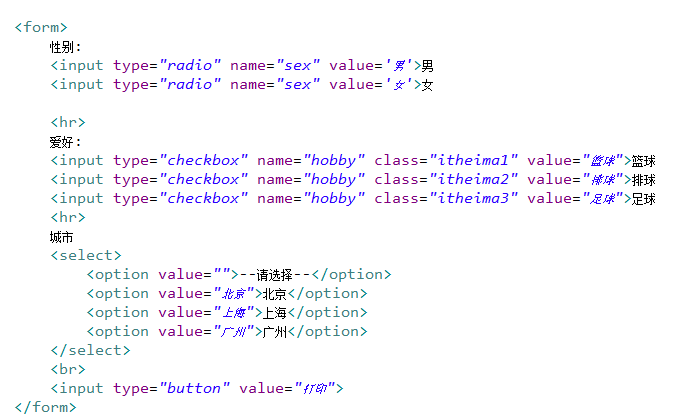 <form>
性别:
<input type="radio" name="sex" value='男'>男
<input type="radio" name="sex" value='女'>女
<hr>
爱好:
<input type="checkbox" name="hobby" class="itheima1" value="篮球">篮球
<input type="checkbox" name="hobby" class="itheima2" value="排球">排球
<input type="checkbox" name="hobby" class="itheima3" value="足球">足球
<hr>
城市
<select>
<option value="">--请选择--</option>
<option value="北京">北京</option>
<option value="上海">上海</option>
<option value="广州">广州</option>
</select>
<br>
<input type="button" value="打印">
</form>